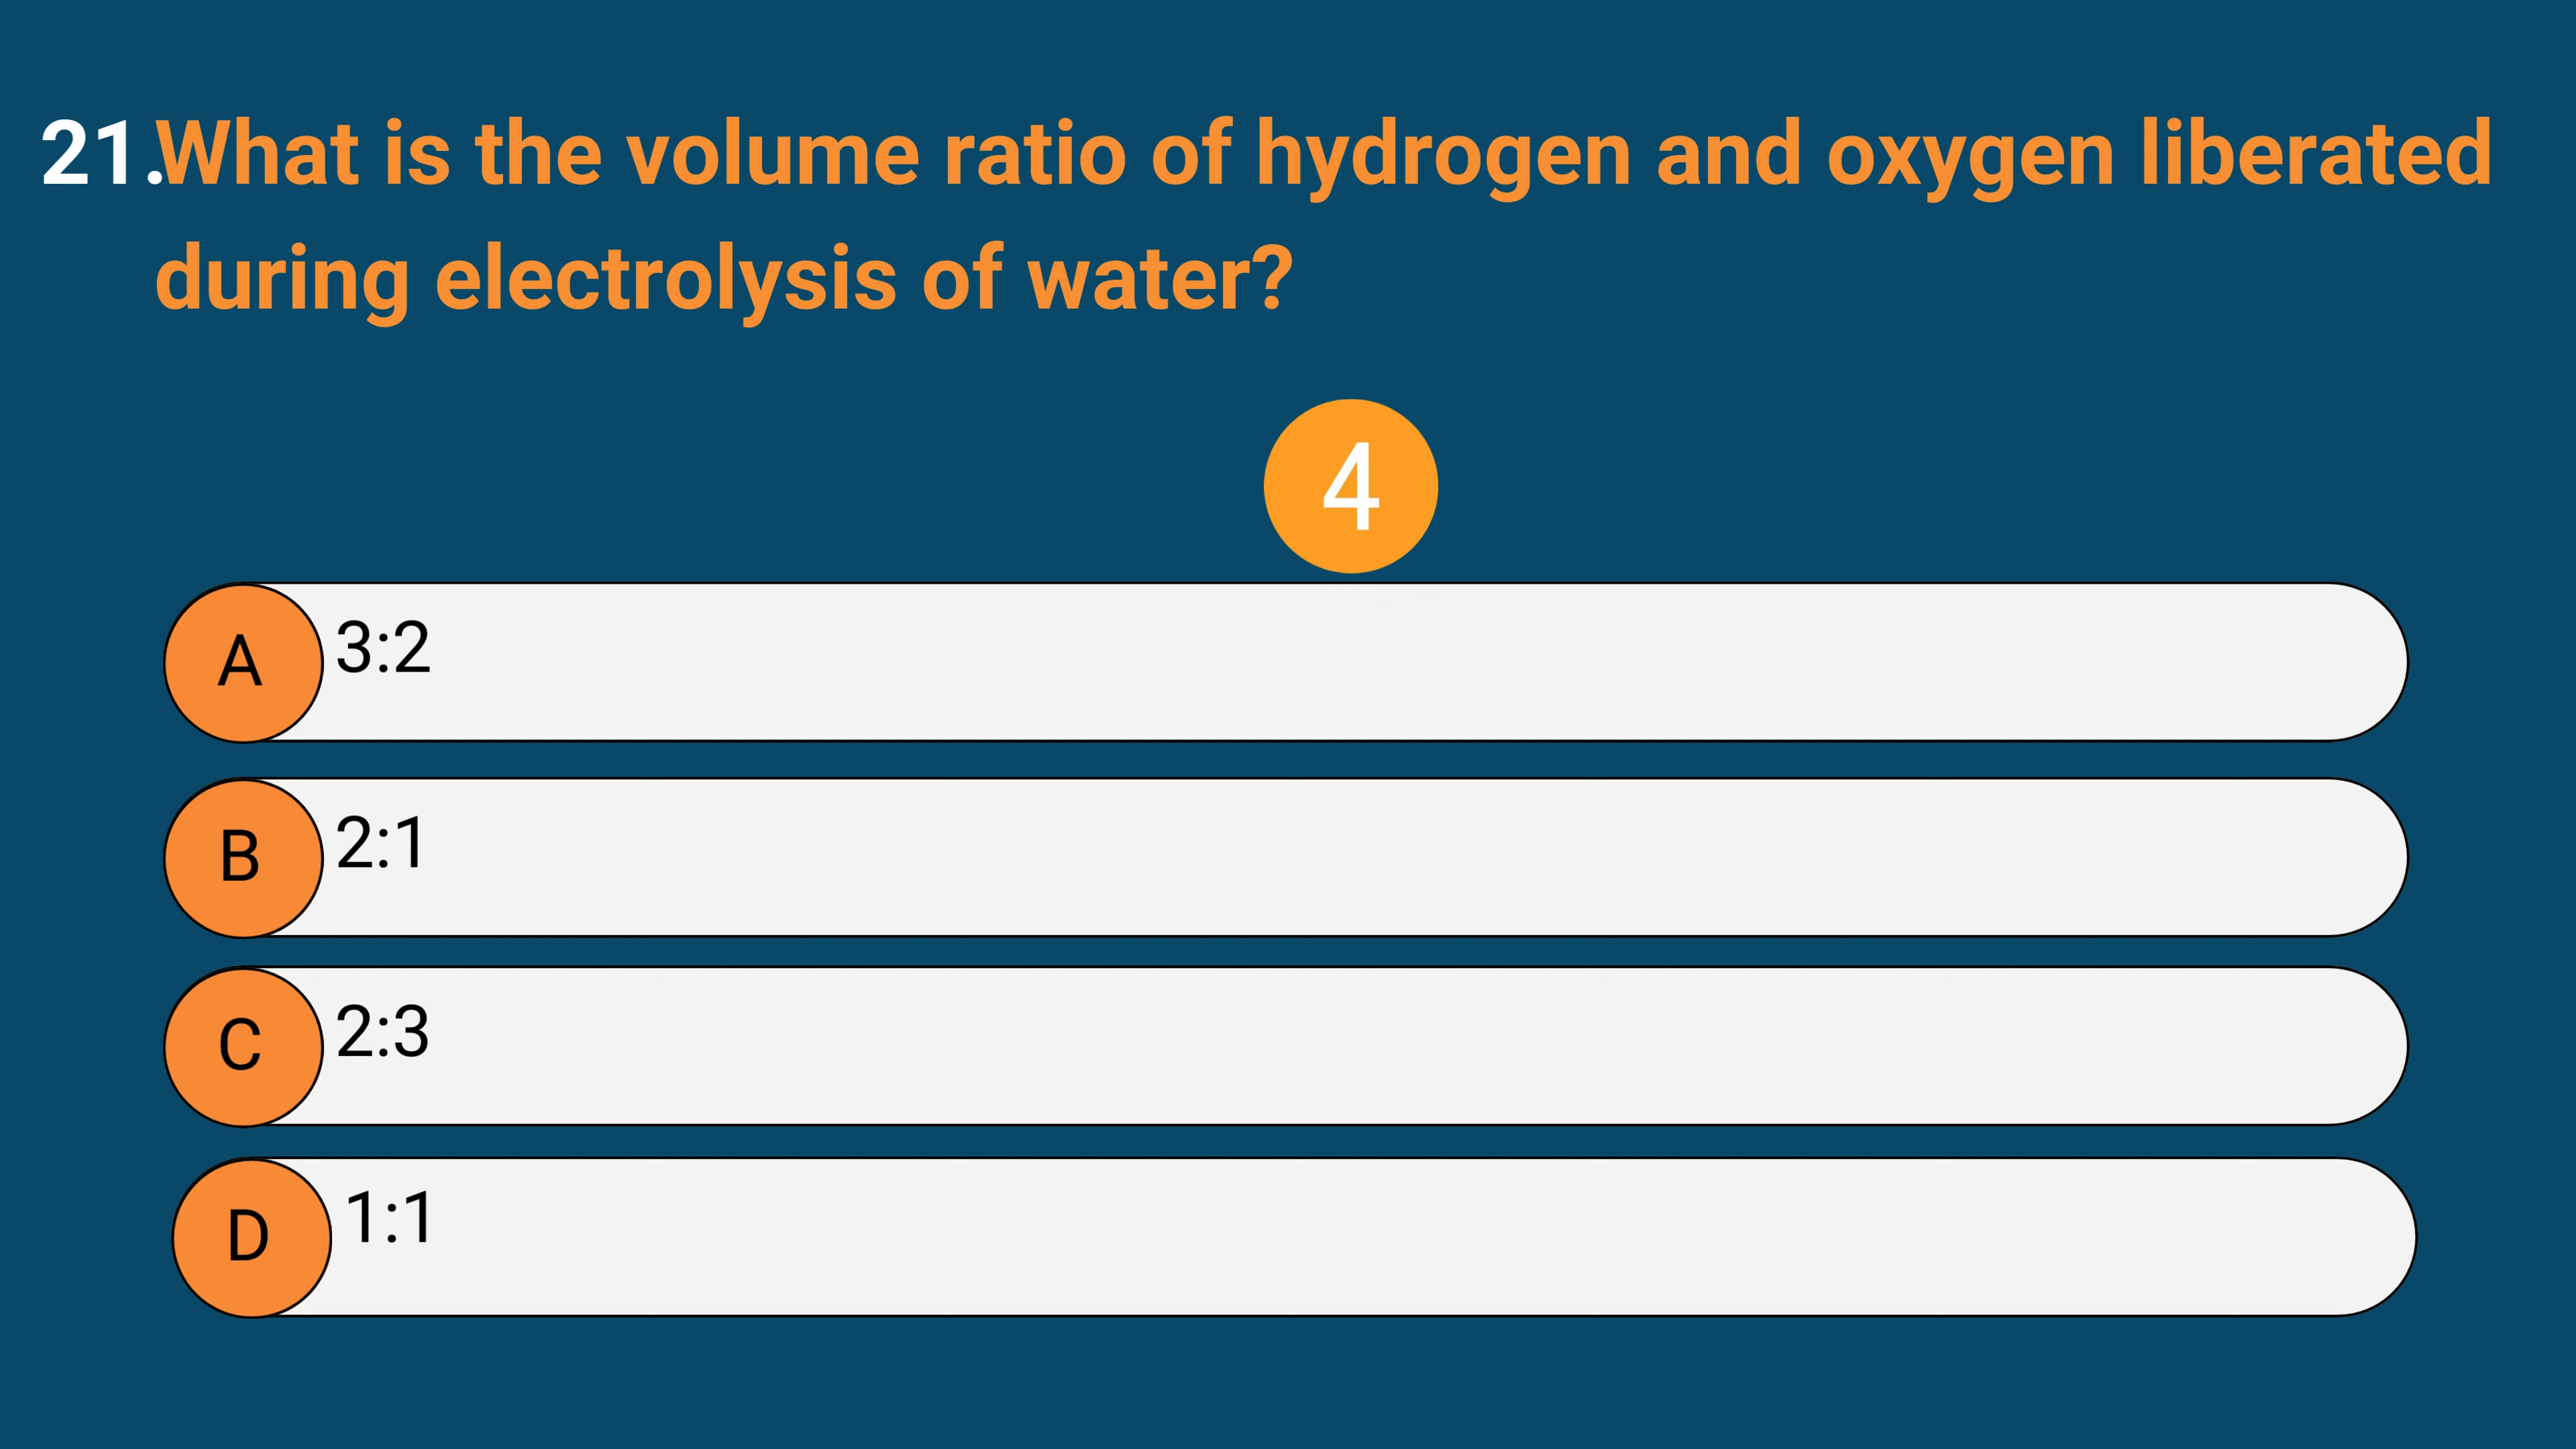 21.What is the volume ratio of hydrogen and oxygen liberated
during electrolysis of water?
4
A 3:2
B 2:1
C 2:3
D 1:1